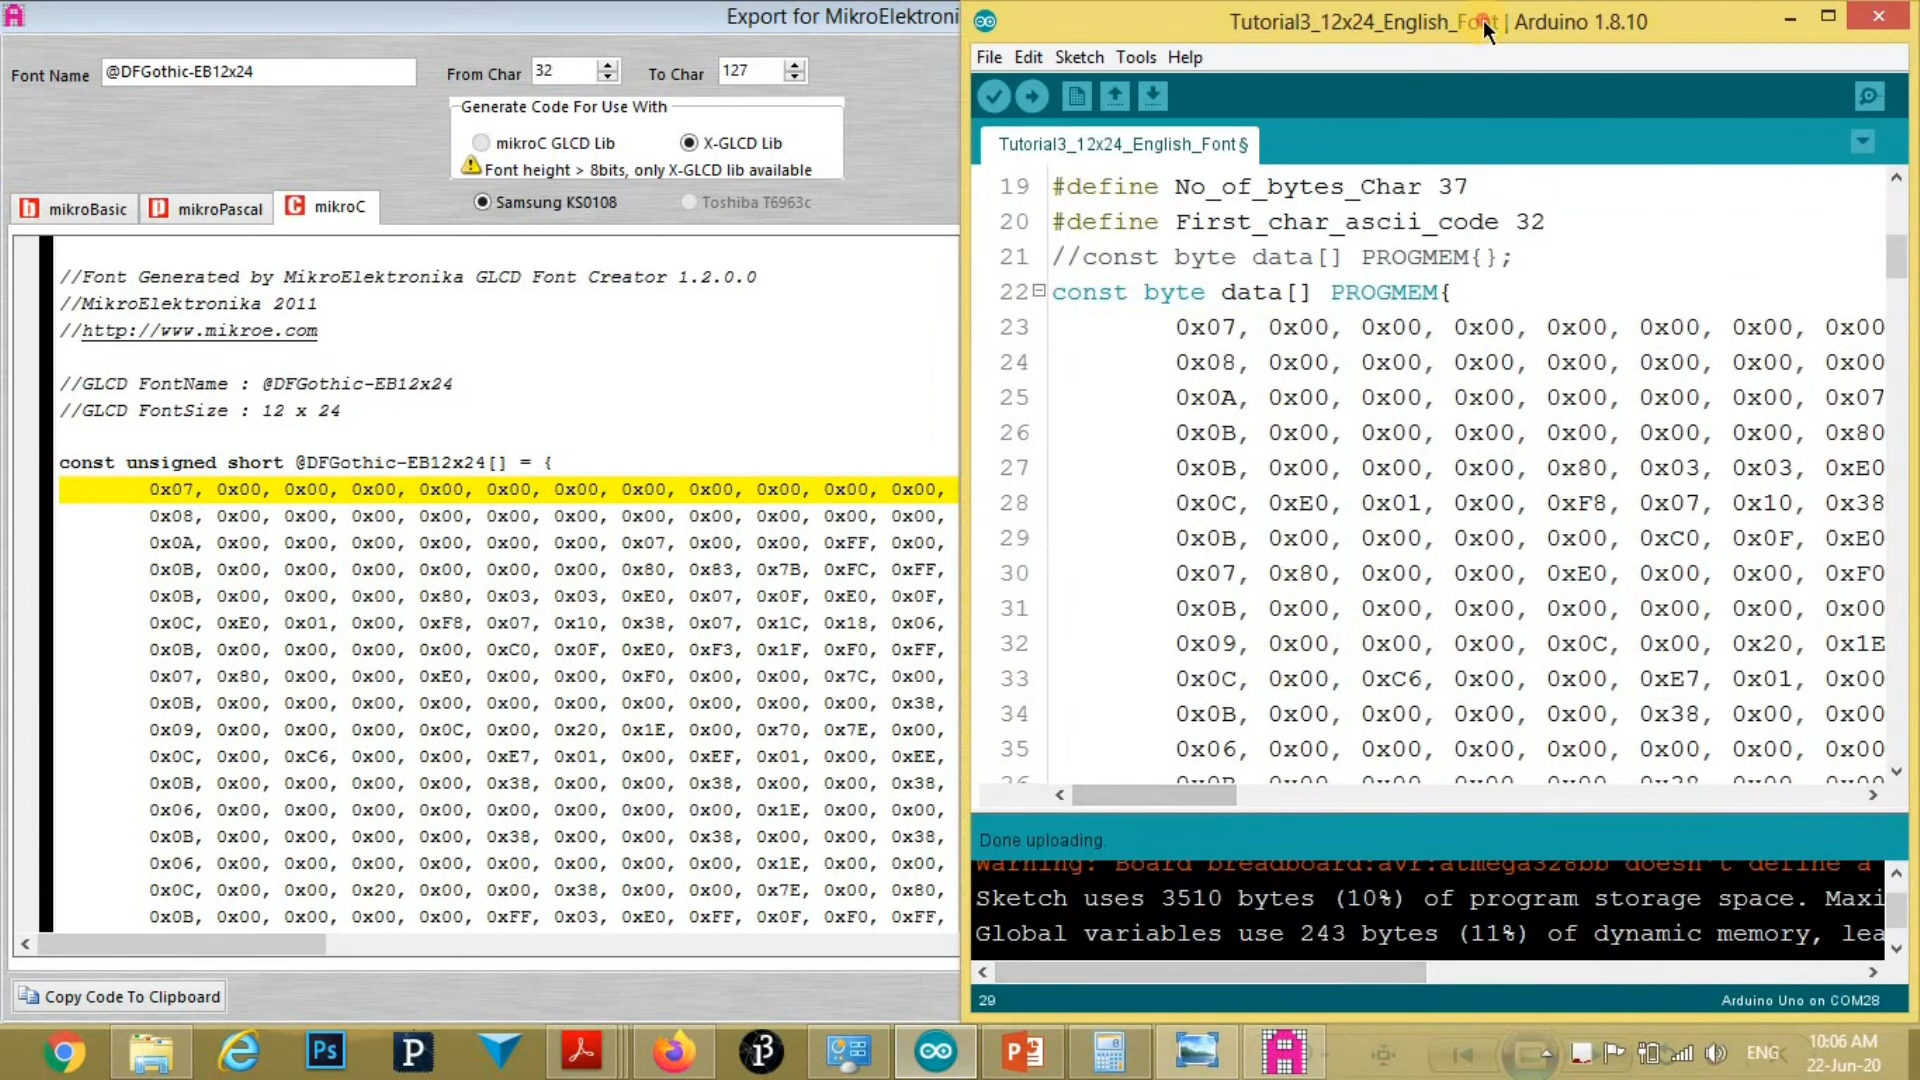 Export for MikroElektroni
Font Name @DFGothic-EB12x24 From Char 32 To Char 127
Generate Code For Use With
mikroC GLCD Lib X-GLCD Lib
Font height > 8bits, only X-GLCD lib available
Samsung KS0108 Toshiba T6963c
mikroBasic mikroPascal mikroC
//Font Generated by MikroElektronika GLCD Font Creator 1.2.0.0
//MikroElektronika 2011
//http://www.mikroe.com
//GLCD FontName : @DFGothic-EB12x24
//GLCD FontSize : 12 x 24
const unsigned short @DFGothic-EB12x24[] = {
0x07, 0x00, 0x00, 0x00, 0x00, 0x00, 0x00, 0x00, 0x00, 0x00, 0x00, 0x00,
0x08, 0x00, 0x00, 0x00, 0x00, 0x00, 0x00, 0x00, 0x00, 0x00, 0x00, 0x00,
0x0A, 0x00, 0x00, 0x00, 0x00, 0x00, 0x00, 0x07, 0x00, 0x00, 0xFF, 0x00,
0x0B, 0x00, 0x00, 0x00, 0x00, 0x00, 0x00, 0x80, 0x83, 0x7B, 0xFC, 0xFF,
0x0B, 0x00, 0x00, 0x00, 0x80, 0x03, 0x03, 0xE0, 0x07, 0x0F, 0xE0, 0x0F,
0x0C, 0xE0, 0x01, 0x00, 0xF8, 0x07, 0x10, 0x38, 0x07, 0x1C, 0x18, 0x06,
0x0B, 0x00, 0x00, 0x00, 0x00, 0xC0, 0x0F, 0xE0, 0xF3, 0x1F, 0xF0, 0xFF,
0x07, 0x80, 0x00, 0x00, 0xE0, 0x00, 0x00, 0xF0, 0x00, 0x00, 0x7C, 0x00,
0x0B, 0x00, 0x00, 0x00, 0x00, 0x00, 0x00, 0x00, 0x00, 0x00, 0x00, 0x38,
0x09, 0x00, 0x00, 0x00, 0x0C, 0x00, 0x20, 0x1E, 0x00, 0x70, 0x7E, 0x00,
0x0C, 0x00, 0xC6, 0x00, 0x00, 0xE7, 0x01, 0x00, 0xEF, 0x01, 0x00, 0xEE,
0x0B, 0x00, 0x00, 0x00, 0x00, 0x38, 0x00, 0x00, 0x38, 0x00, 0x00, 0x38,
0x06, 0x00, 0x00, 0x00, 0x00, 0x00, 0x00, 0x00, 0x00, 0x1E, 0x00, 0x00,
0x0B, 0x00, 0x00, 0x00, 0x00, 0x38, 0x00, 0x00, 0x38, 0x00, 0x00, 0x38,
0x06, 0x00, 0x00, 0x00, 0x00, 0x00, 0x00, 0x00, 0x00, 0x1E, 0x00, 0x00,
0x0C, 0x00, 0x00, 0x20, 0x00, 0x00, 0x38, 0x00, 0x00, 0x7E, 0x00, 0x80,
0x0B, 0x00, 0x00, 0x00, 0x00, 0xFF, 0x03, 0xE0, 0xFF, 0x0F, 0xF0, 0xFF,
Copy Code To Clipboard
Tutorial3_12x24_English_Font | Arduino 1.8.10
File Edit Sketch Tools Help
Tutorial3_12x24_English_Font§
19 #define No_of_bytes_Char 37
20 #define First_char_ascii_code 32
21 //const byte data[] PROGMEM{};
22 const byte data[] PROGMEM{
23 0x07, 0x00, 0x00, 0x00, 0x00, 0x00, 0x00, 0x00
24 0x08, 0x00, 0x00, 0x00, 0x00, 0x00, 0x00, 0x00
25 0x0A, 0x00, 0x00, 0x00, 0x00, 0x00, 0x00, 0x07
26 0x0B, 0x00, 0x00, 0x00, 0x00, 0x00, 0x00, 0x80
27 0x0B, 0x00, 0x00, 0x00, 0x80, 0x03, 0x03, 0xE0
28 0x0C, 0xE0, 0x01, 0x00, 0xF8, 0x07, 0x10, 0x38
29 0x0B, 0x00, 0x00, 0x00, 0x00, 0xC0, 0x0F, 0xE0
30 0x07, 0x80, 0x00, 0x00, 0xE0, 0x00, 0x00, 0xF0
31 0x0B, 0x00, 0x00, 0x00, 0x00, 0x00, 0x00, 0x00
32 0x09, 0x00, 0x00, 0x00, 0x0C, 0x00, 0x20, 0x1E
33 0x0C, 0x00, 0xC6, 0x00, 0x00, 0xE7, 0x01, 0x00
34 0x0B, 0x00, 0x00, 0x00, 0x00, 0x38, 0x00, 0x00
35 0x06, 0x00, 0x00, 0x00, 0x00, 0x00, 0x00, 0x00
Done uploading.
Warning: Board breadboard:avr:atmega328bb doesn't define a
Sketch uses 3510 bytes (10%) of program storage space. Maxi
Global variables use 243 bytes (11%) of dynamic memory, lea
29 Arduino Uno on COM28
Ps P i3 P ENG 10:06 AM
22-Jun-20